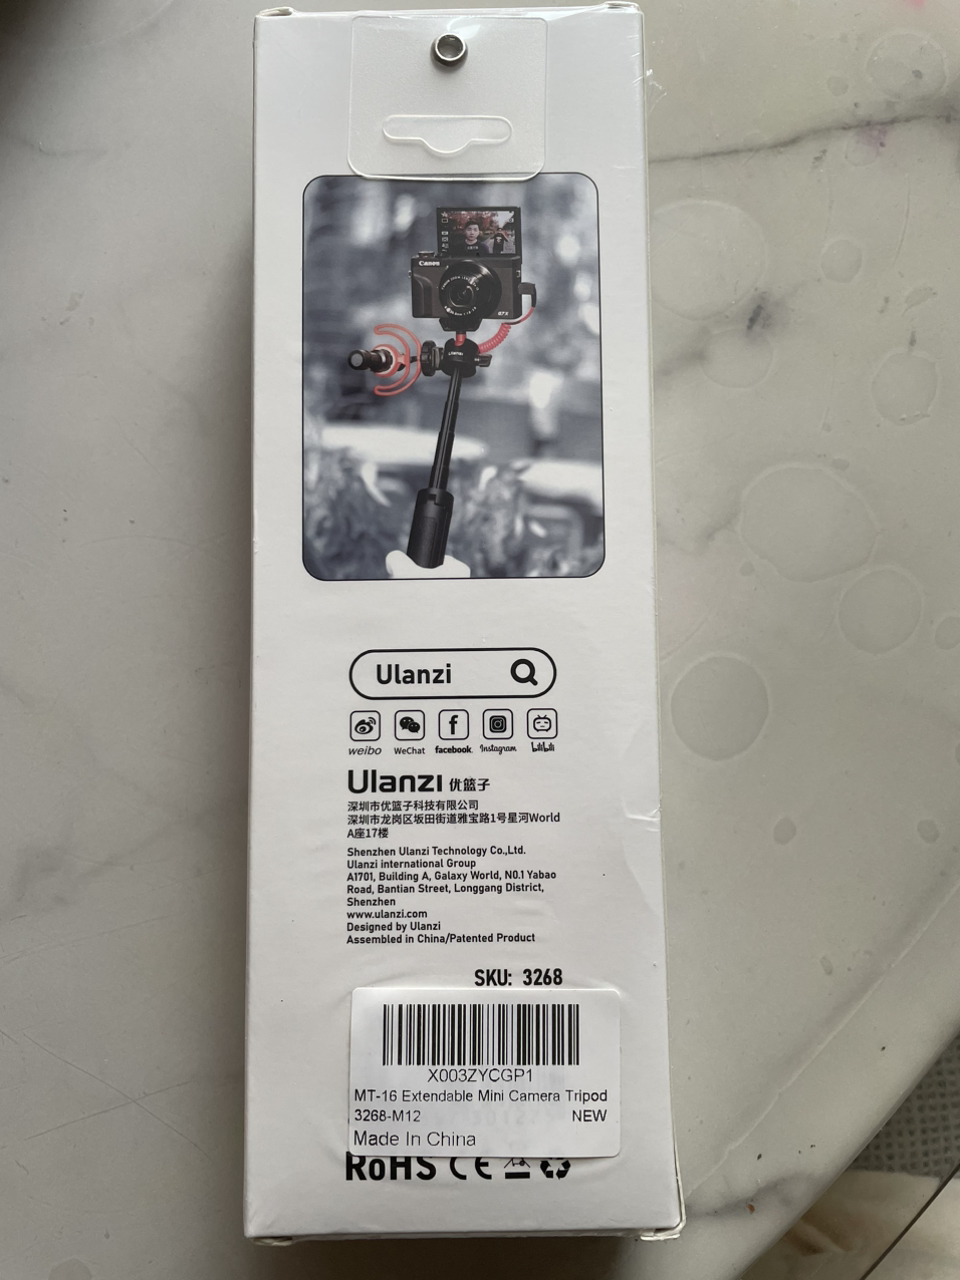 Canon
G7X
ULANZI
Ulanzi
weibo WeChat facebook Instagram bilibili
Ulanzi 优篮子
深圳市优篮子科技有限公司
深圳市龙岗区坂田街道雅宝路1号星河World
A座17楼
Shenzhen Ulanzi Technology Co.,Ltd.
Ulanzi international Group
A1701, Building A, Galaxy World, NO.1 Yabao
Road, Bantian Street, Longgang District,
Shenzhen
www.ulanzi.com
Designed by Ulanzi
Assembled in China/Patented Product
SKU: 3268
X003ZYCGP1
MT-16 Extendable Mini Camera Tripod
3268-M12 NEW
Made In China
RoHS CE